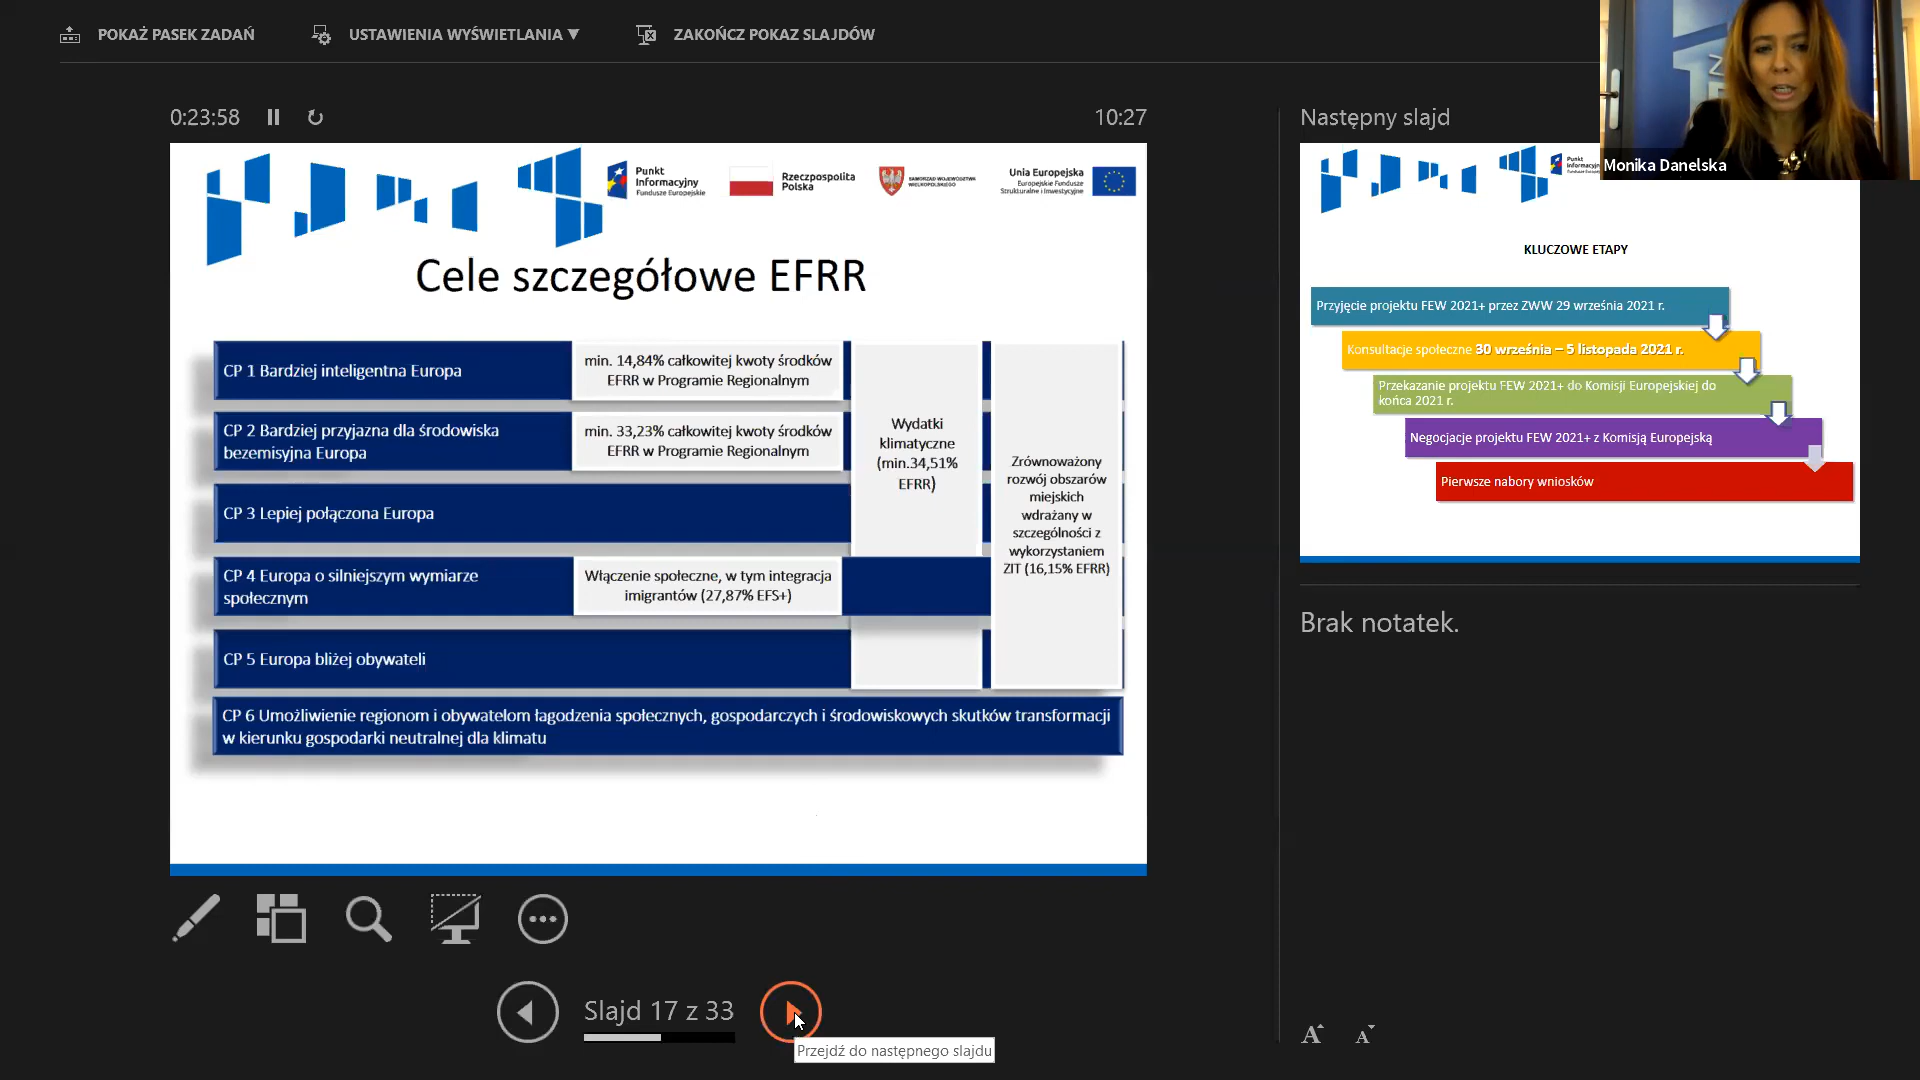 POKAŻ PASEK ZADAŃ
USTAWIENIA WYŚWIETLANIA ▼
ZAKOŃCZ POKAZ SLAJDÓW
0:23:58
10:27
Punkt
Informacyjny
Fundusze Europejskie
Rzeczpospolita
Polska
SAMORZĄD WOJEWÓDZTWA
WIELKOPOLSKIEGO
Unia Europejska
Europejskie Fundusze
Strukturalne i Inwestycyjne
Cele szczegółowe EFRR
CP 1 Bardziej inteligentna Europa
min. 14,84% całkowitej kwoty środków
EFRR w Programie Regionalnym
CP 2 Bardziej przyjazna dla środowiska
bezemisyjna Europa
min. 33,23% całkowitej kwoty środków
EFRR w Programie Regionalnym
CP 3 Lepiej połączona Europa
CP 4 Europa o silniejszym wymiarze
społecznym
Włączenie społeczne, w tym integracja
imigrantów (27,87% EFS+)
CP 5 Europa bliżej obywateli
Wydatki
klimatyczne
(min.34,51%
EFRR)
Zrównoważony
rozwój obszarów
miejskich
wdrażany w
szczególności z
wykorzystaniem
ZIT (16,15% EFRR)
CP 6 Umożliwienie regionom i obywatelom łagodzenia społecznych, gospodarczych i środowiskowych skutków transformacji
w kierunku gospodarki neutralnej dla klimatu
Slajd 17 z 33
Przejdź do następnego slajdu
Następny slajd
Monika Danelska
Punkt
KLUCZOWE ETAPY
Przyjęcie projektu FEW 2021+ przez ZWW 29 września 2021 r.
Konsultacje społeczne 30 września – 5 listopada 2021 r.
Przekazanie projektu FEW 2021+ do Komisji Europejskiej do
końca 2021 r.
Negocjacje projektu FEW 2021+ z Komisją Europejską
Pierwsze nabory wniosków
Brak notatek.
A A